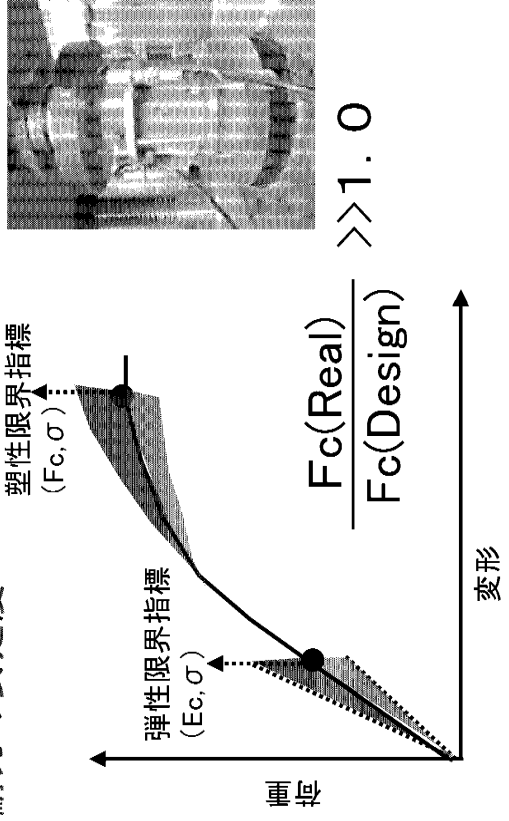 塑性限界指標
(Fc,σ)
弾性限界指標
(Ec,σ)
荷重
変形
Fc(Real)
Fc(Design)
>>1.0